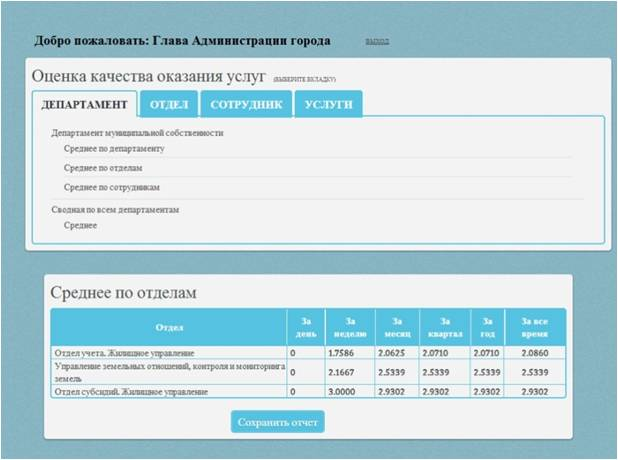 Добро пожаловать: Глава Администрации города ВЫХОД
Оценка качества оказания услуг (ВЫБЕРИТЕ ВКЛАДКУ)
ДЕПАРТАМЕНТ ОТДЕЛ СОТРУДНИК УСЛУГИ
Департамент муниципальной собственности
Среднее по департаменту
Среднее по отделам
Среднее по сотрудникам
Сводная по всем департаментам
Среднее
Среднее по отделам
Отдел За день За неделю За месяц За квартал За год За все время
Отдел учета. Жилищное управление 0 1.7586 2.0625 2.0710 2.0710 2.0860
Управление земельных отношений, контроля и мониторинга
земель 0 2.1667 2.5339 2.5339 2.5339 2.5339
Отдел субсидий. Жилищное управление 0 3.0000 2.9302 2.9302 2.9302 2.9302
Сохранить отчет